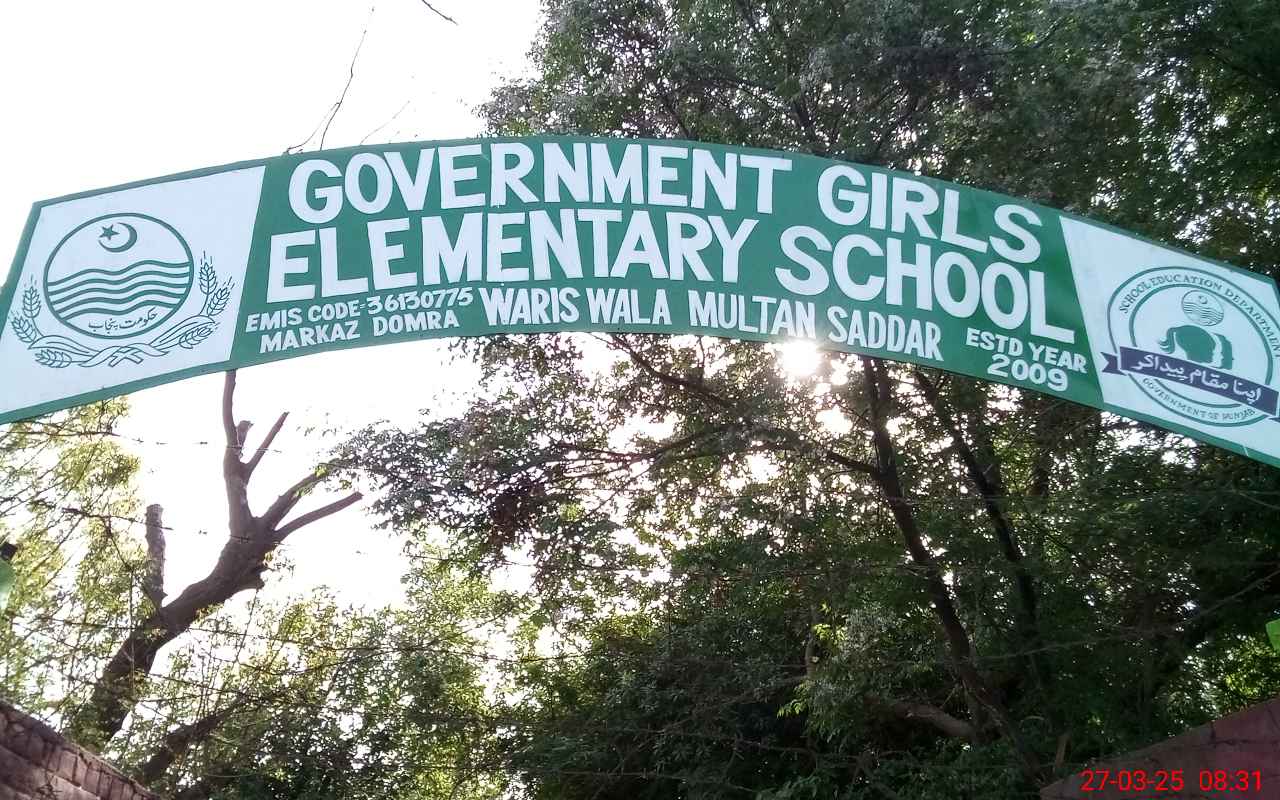 GOVERNMENT GIRLS
ELEMENTARY SCHOOL
EMIS CODE-36130775
MARKAZ DOMRA
WARIS WALA MULTAN SADDAR
ESTD YEAR
2009
حکومت پنجاب
SCHOOL EDUCATION DEPARTMENT
اپنا مقام پیدا کر
GOVERNMENT OF PUNJAB
27-03-25 08:31